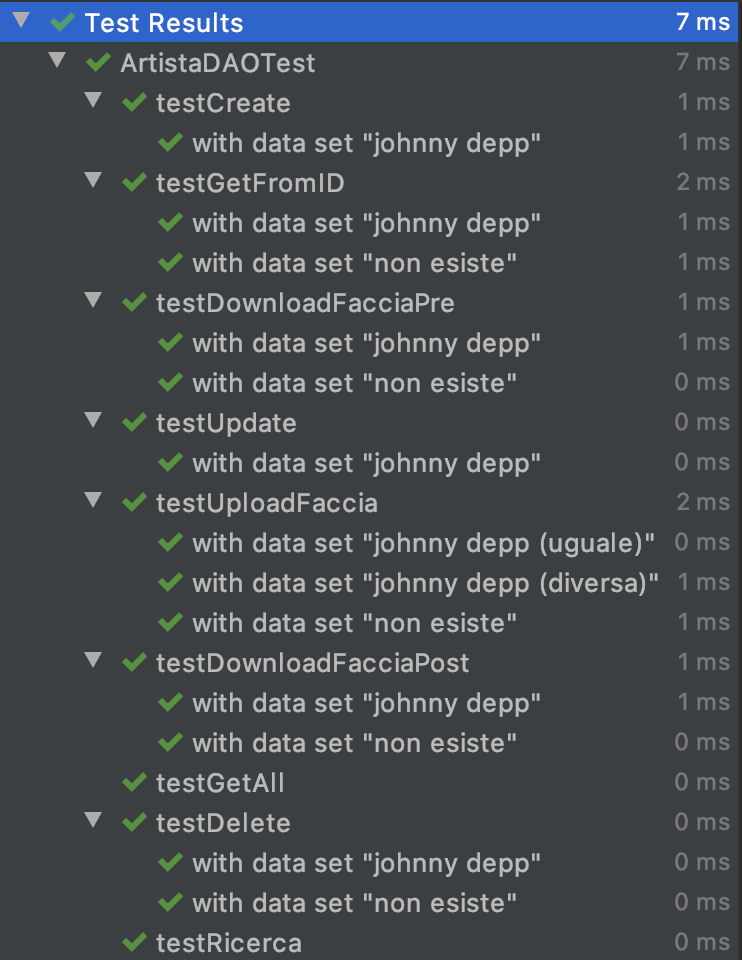 Test Results 7 ms
ArtistaDAOTest 7 ms
testCreate 1 ms
with data set "johnny depp" 1 ms
testGetFromID 2 ms
with data set "johnny depp" 1 ms
with data set "non esiste" 1 ms
testDownloadFacciaPre 1 ms
with data set "johnny depp" 1 ms
with data set "non esiste" 0 ms
testUpdate 0 ms
with data set "johnny depp" 0 ms
testUploadFaccia 2 ms
with data set "johnny depp (uguale)" 0 ms
with data set "johnny depp (diversa)" 1 ms
with data set "non esiste" 1 ms
testDownloadFacciaPost 1 ms
with data set "johnny depp" 1 ms
with data set "non esiste" 0 ms
testGetAll 0 ms
testDelete 0 ms
with data set "johnny depp" 0 ms
with data set "non esiste" 0 ms
testRicerca 0 ms